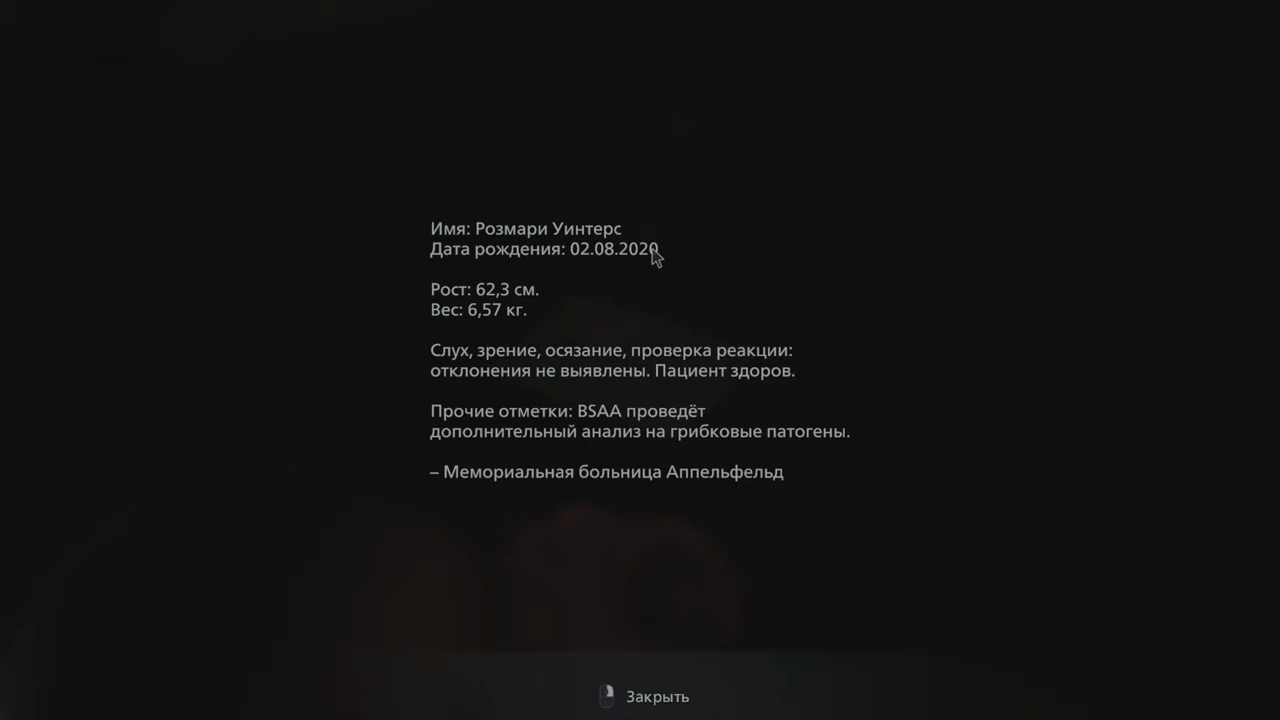 Имя: Розмари Уинтерс
Дата рождения: 02.08.2020
Рост: 62,3 см.
Вес: 6,57 кг.
Слух, зрение, осязание, проверка реакции:
отклонения не выявлены. Пациент здоров.
Прочие отметки: BSAA проведёт
дополнительный анализ на грибковые патогены.
– Мемориальная больница Аппельфельд
Закрыть